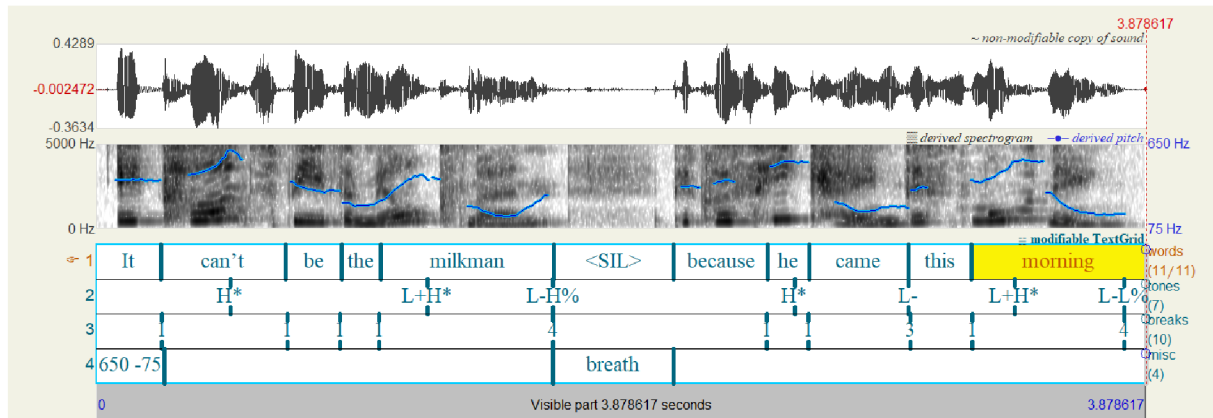 3.878617
0.4289
~ non-modifiable copy of sound
-0.002472
-0.3634
5000 Hz
derived spectrogram
derived pitch
650 Hz
0 Hz
75 Hz
modifiable TextGrid
1 It can't be the milkman <SIL> because he came this morning words (11/11)
2 H* L+H* L-H% H* L- L+H* L-L% tones (7)
3 1 1 1 1 4 1 1 3 1 4 breaks (10)
4 650 -75 breath misc (4)
0 Visible part 3.878617 seconds 3.878617